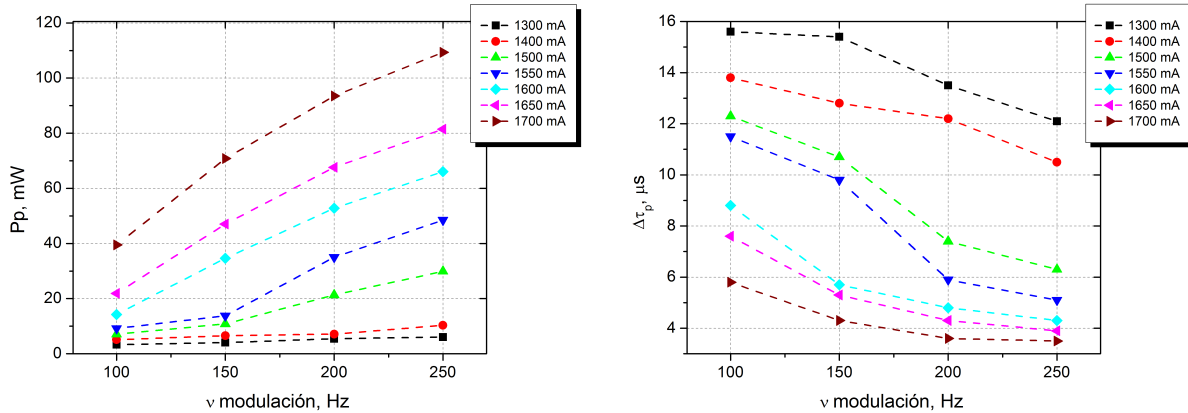 1300 mA
1400 mA
1500 mA
1550 mA
1600 mA
1650 mA
1700 mA
Pp, mW
120
100
80
60
40
20
0
100 150 200 250
ν modulación, Hz
1300 mA
1400 mA
1500 mA
1550 mA
1600 mA
1650 mA
1700 mA
Δτp, μs
16
14
12
10
8
6
4
100 150 200 250
ν modulación, Hz